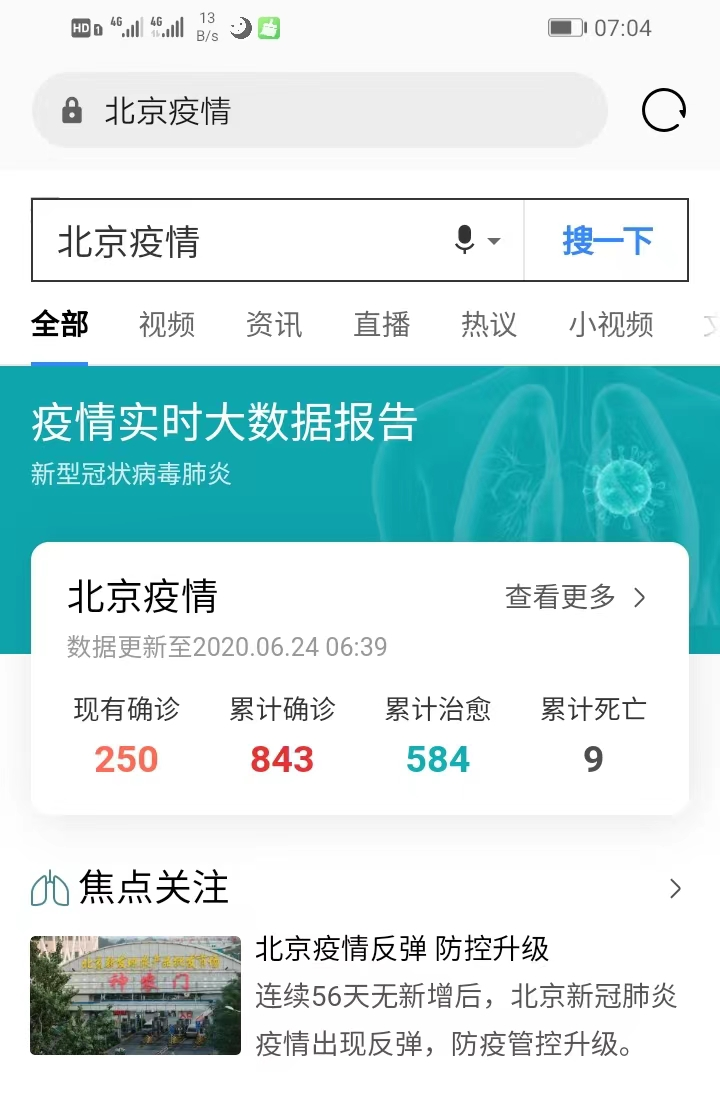 HD 1 4G 4G 13 B/s 07:04
北京疫情
北京疫情 搜一下
全部 视频 资讯 直播 热议 小视频
疫情实时大数据报告
新型冠状病毒肺炎
北京疫情 查看更多
数据更新至2020.06.24 06:39
现有确诊 累计确诊 累计治愈 累计死亡
250 843 584 9
焦点关注
神农门
北京疫情反弹 防控升级
连续56天无新增后，北京新冠肺炎
疫情出现反弹，防疫管控升级。